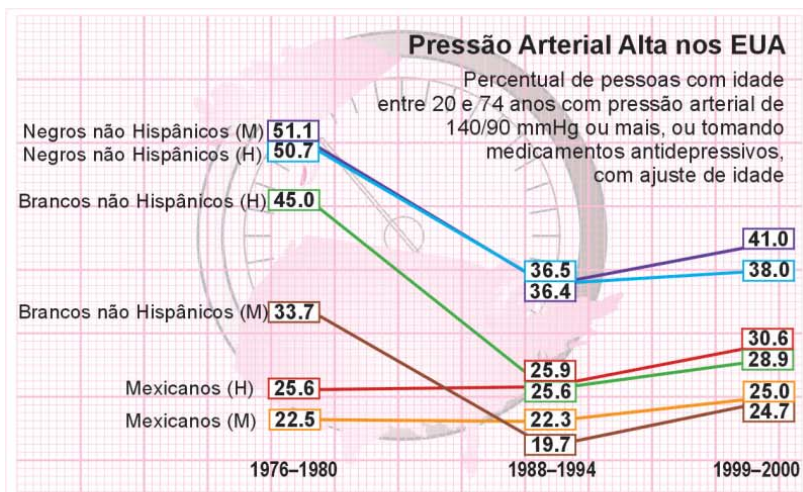 Pressão Arterial Alta nos EUA
Percentual de pessoas com idade
entre 20 e 74 anos com pressão arterial de
140/90 mmHg ou mais, ou tomando
medicamentos antidepressivos,
com ajuste de idade
Negros não Hispânicos (M) 51.1
Negros não Hispânicos (H) 50.7
Brancos não Hispânicos (H) 45.0
Brancos não Hispânicos (M) 33.7
Mexicanos (H) 25.6
Mexicanos (M) 22.5
36.5
36.4
25.9
25.6
22.3
19.7
41.0
38.0
30.6
28.9
25.0
24.7
1976–1980 1988–1994 1999–2000